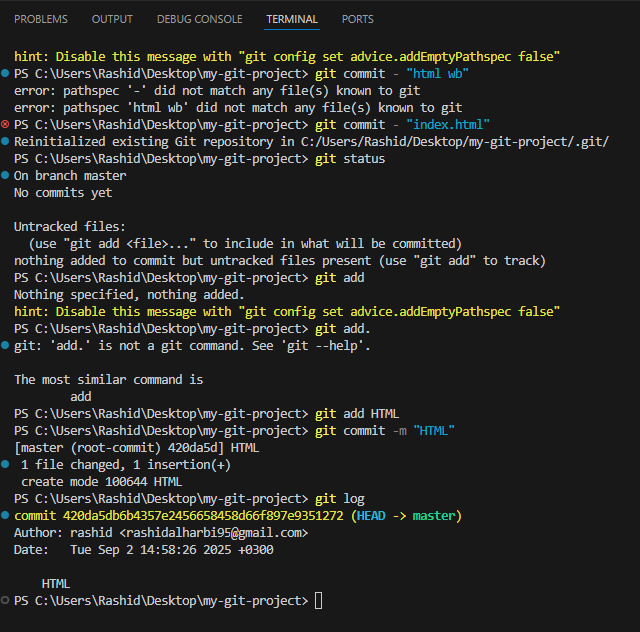 PROBLEMS OUTPUT DEBUG CONSOLE TERMINAL PORTS
hint: Disable this message with "git config set advice.addEmptyPathspec false"
PS C:\Users\Rashid\Desktop\my-git-project> git commit - "html wb"
error: pathspec '-' did not match any file(s) known to git
error: pathspec 'html wb' did not match any file(s) known to git
PS C:\Users\Rashid\Desktop\my-git-project> git commit - "index.html"
Reinitialized existing Git repository in C:/Users/Rashid/Desktop/my-git-project/.git/
PS C:\Users\Rashid\Desktop\my-git-project> git status
On branch master
No commits yet
Untracked files:
(use "git add <file>..." to include in what will be committed)
nothing added to commit but untracked files present (use "git add" to track)
PS C:\Users\Rashid\Desktop\my-git-project> git add
Nothing specified, nothing added.
hint: Disable this message with "git config set advice.addEmptyPathspec false"
PS C:\Users\Rashid\Desktop\my-git-project> git add.
git: 'add.' is not a git command. See 'git --help'.
The most similar command is
add
PS C:\Users\Rashid\Desktop\my-git-project> git add HTML
PS C:\Users\Rashid\Desktop\my-git-project> git commit -m "HTML"
[master (root-commit) 420da5d] HTML
1 file changed, 1 insertion(+)
create mode 100644 HTML
PS C:\Users\Rashid\Desktop\my-git-project> git log
commit 420da5db6b4357e2456658458d66f897e9351272 (HEAD -> master)
Author: rashid <rashidalharbi95@gmail.com>
Date: Tue Sep 2 14:58:26 2025 +0300
HTML
PS C:\Users\Rashid\Desktop\my-git-project>